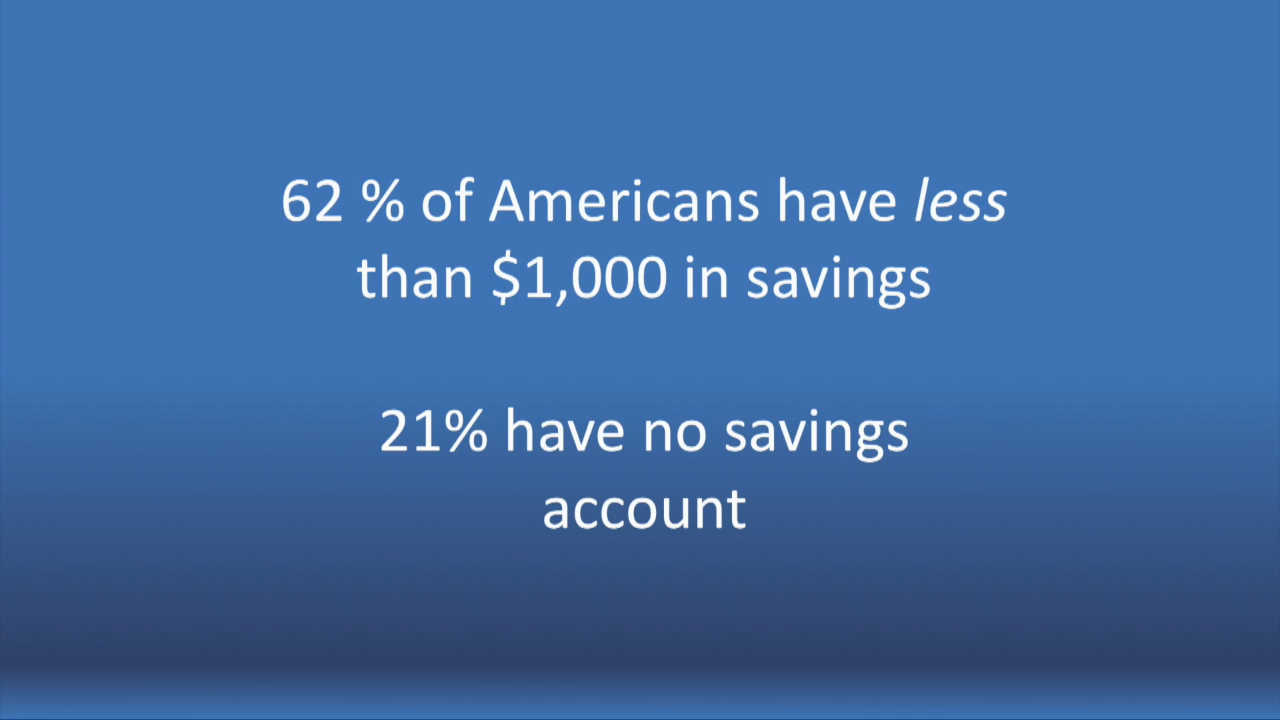 62 % of Americans have less
than $1,000 in savings
21% have no savings
account